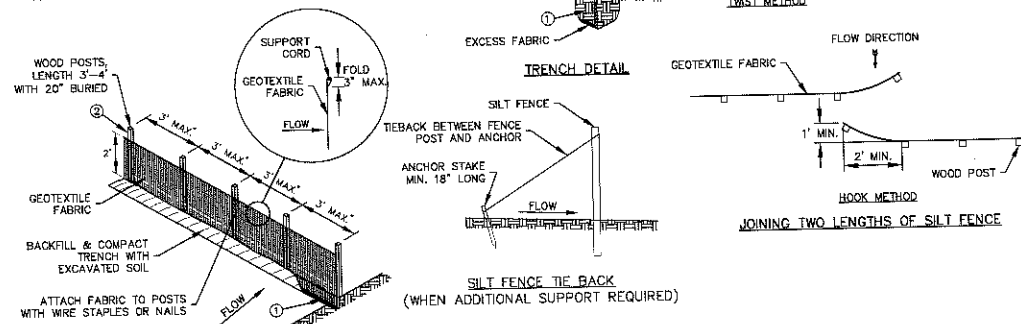 WOOD POSTS,
LENGTH 3'-4'
WITH 20" BURIED
②
2'
GEOTEXTILE
FABRIC
BACKFILL & COMPACT
TRENCH WITH
EXCAVATED SOIL
ATTACH FABRIC TO POSTS
WITH WIRE STAPLES OR NAILS
3' MAX."
3' MAX."
3' MAX."
3' MAX."
FLOW
①
SUPPORT
CORD
FOLD
3" MAX.
GEOTEXTILE
FABRIC
FLOW
①
EXCESS FABRIC
TRENCH DETAIL
SILT FENCE
TIEBACK BETWEEN FENCE
POST AND ANCHOR
ANCHOR STAKE
MIN. 18" LONG
FLOW
SILT FENCE TIE BACK
(WHEN ADDITIONAL SUPPORT REQUIRED)
TWIST METHOD
FLOW DIRECTION
GEOTEXTILE FABRIC
1' MIN.
2' MIN.
WOOD POST
HOOK METHOD
JOINING TWO LENGTHS OF SILT FENCE